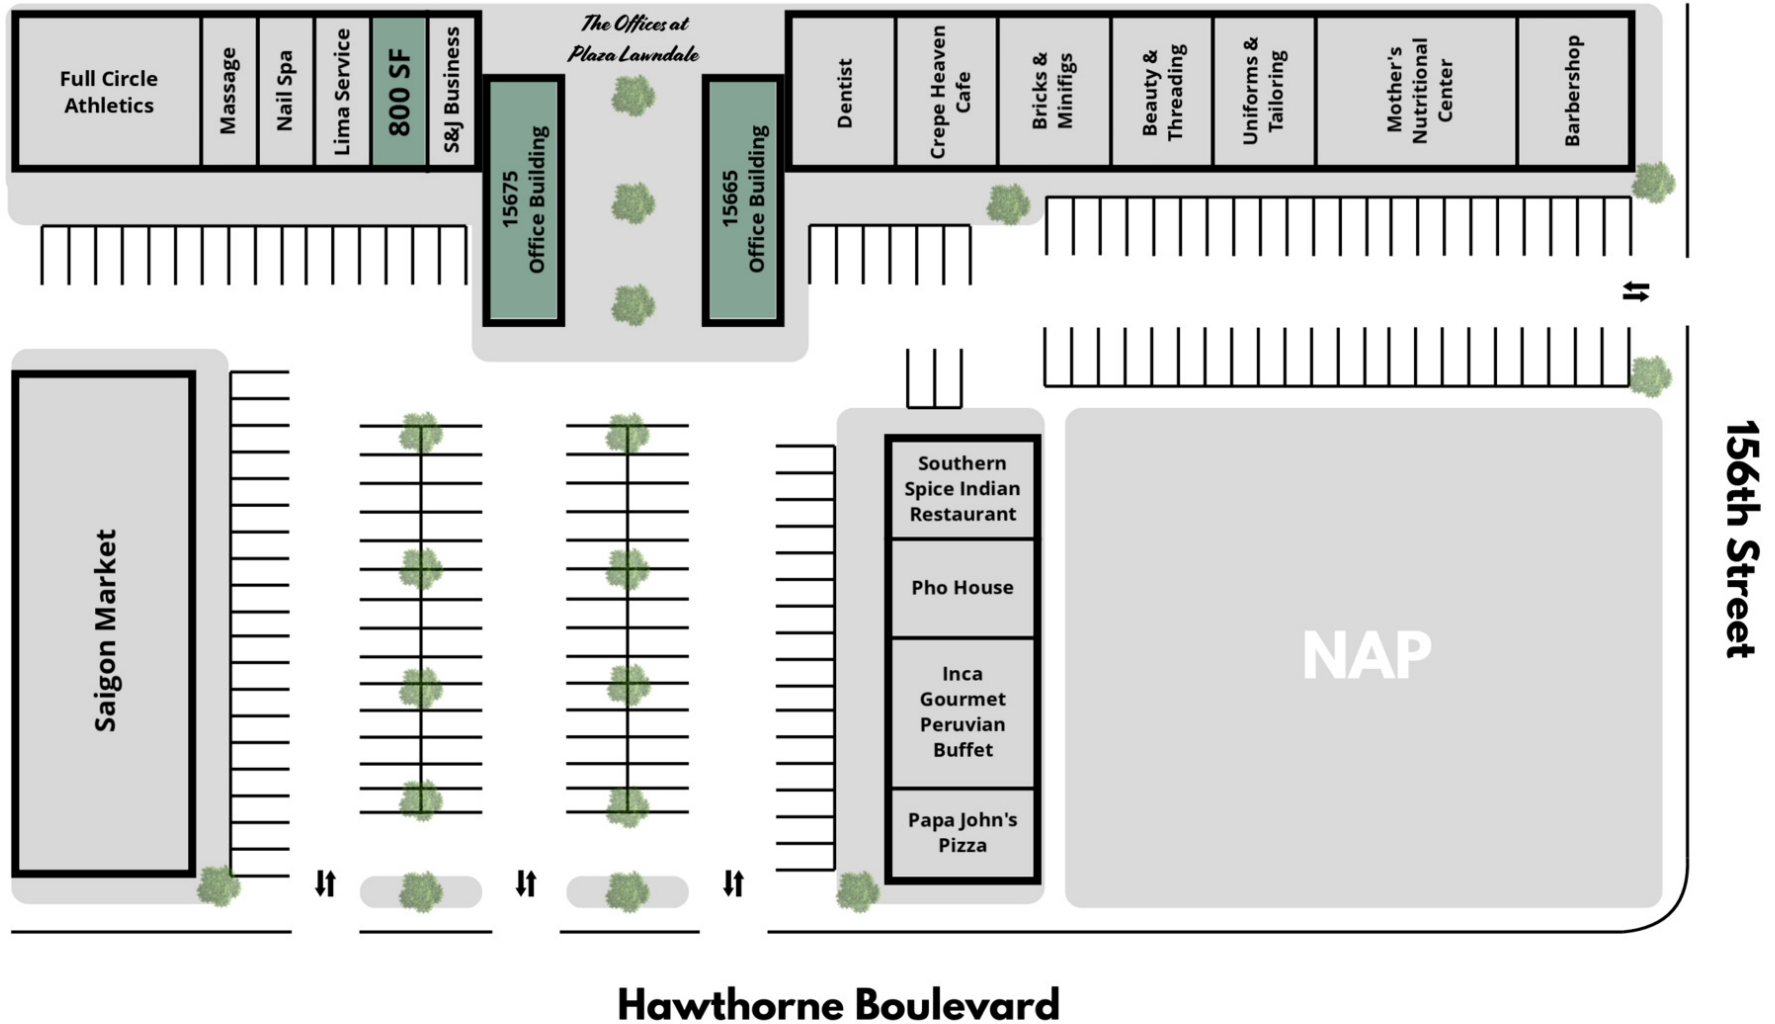 The Offices at
Plaza Lawndale
Full Circle
Athletics
Massage
Nail Spa
Lima Service
800 SF
S&J Business
15675
Office Building
15665
Office Building
Dentist
Crepe Heaven
Cafe
Bricks &
Minifigs
Beauty &
Threading
Uniforms &
Tailoring
Mother's
Nutritional
Center
Barbershop
Saigon Market
Southern
Spice Indian
Restaurant
Pho House
Inca
Gourmet
Peruvian
Buffet
Papa John's
Pizza
NAP
156th Street
Hawthorne Boulevard